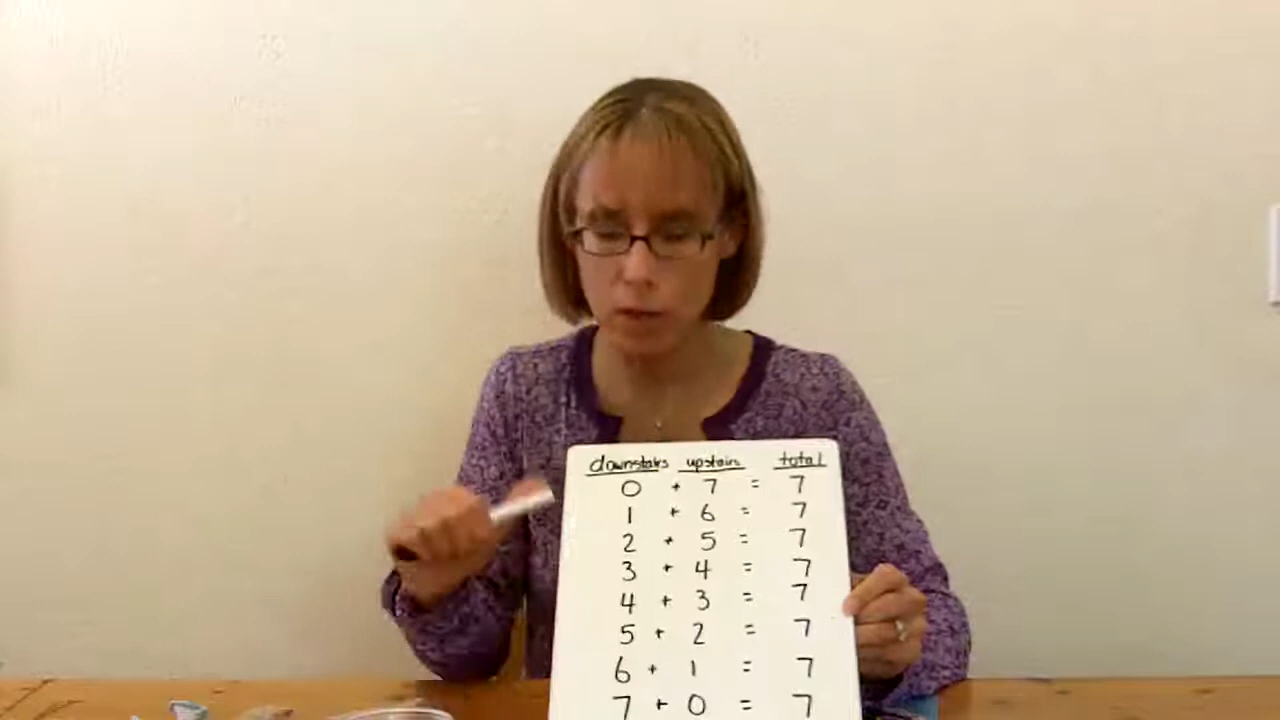 downstairs upstairs total
0 + 7 = 7
1 + 6 = 7
2 + 5 = 7
3 + 4 = 7
4 + 3 = 7
5 + 2 = 7
6 + 1 = 7
7 + 0 = 7